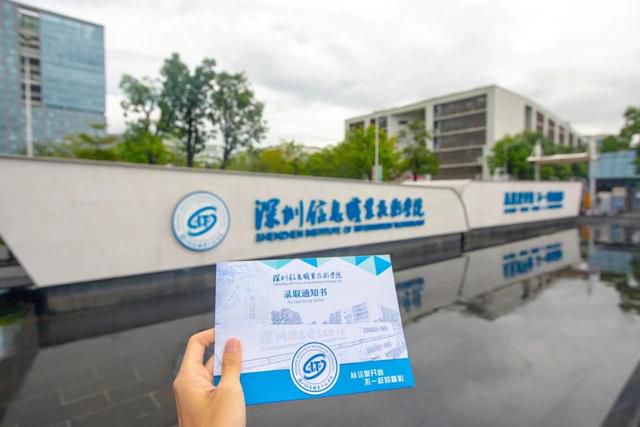 深圳信息职业技术学院
SHENZHEN INSTITUTE OF INFORMATION TECHNOLOGY
深圳信息职业技术学院
录取通知书
Acceptance letter
从这里开始
不一样的精彩